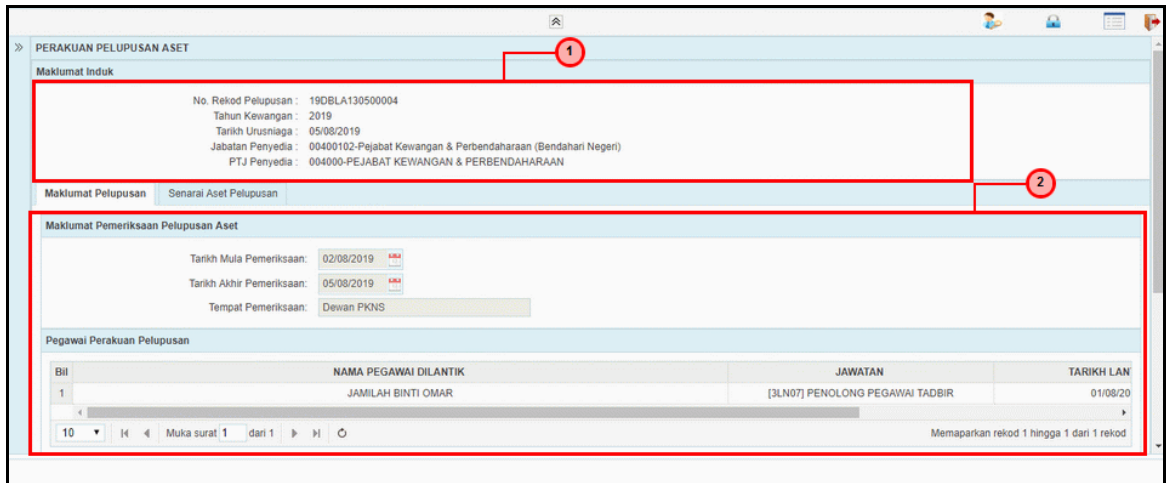 PERAKUAN PELUPUSAN ASET
1
Maklumat Induk
No. Rekod Pelupusan : 19DBLA130500004
Tahun Kewangan : 2019
Tarikh Urusniaga : 05/08/2019
Jabatan Penyedia : 00400102-Pejabat Kewangan & Perbendaharaan (Bendahari Negeri)
PTJ Penyedia : 004000-PEJABAT KEWANGAN & PERBENDAHARAAN
2
Maklumat Pelupusan Senarai Aset Pelupusan
Maklumat Pemeriksaan Pelupusan Aset
Tarikh Mula Pemeriksaan: 02/08/2019
Tarikh Akhir Pemeriksaan: 05/08/2019
Tempat Pemeriksaan: Dewan PKNS
Pegawai Perakuan Pelupusan
Bil NAMA PEGAWAI DILANTIK JAWATAN TARIKH LAN
1 JAMILAH BINTI OMAR [3LN07] PENOLONG PEGAWAI TADBIR 01/08/20
10 Muka surat 1 dari 1 Memaparkan rekod 1 hingga 1 dari 1 rekod